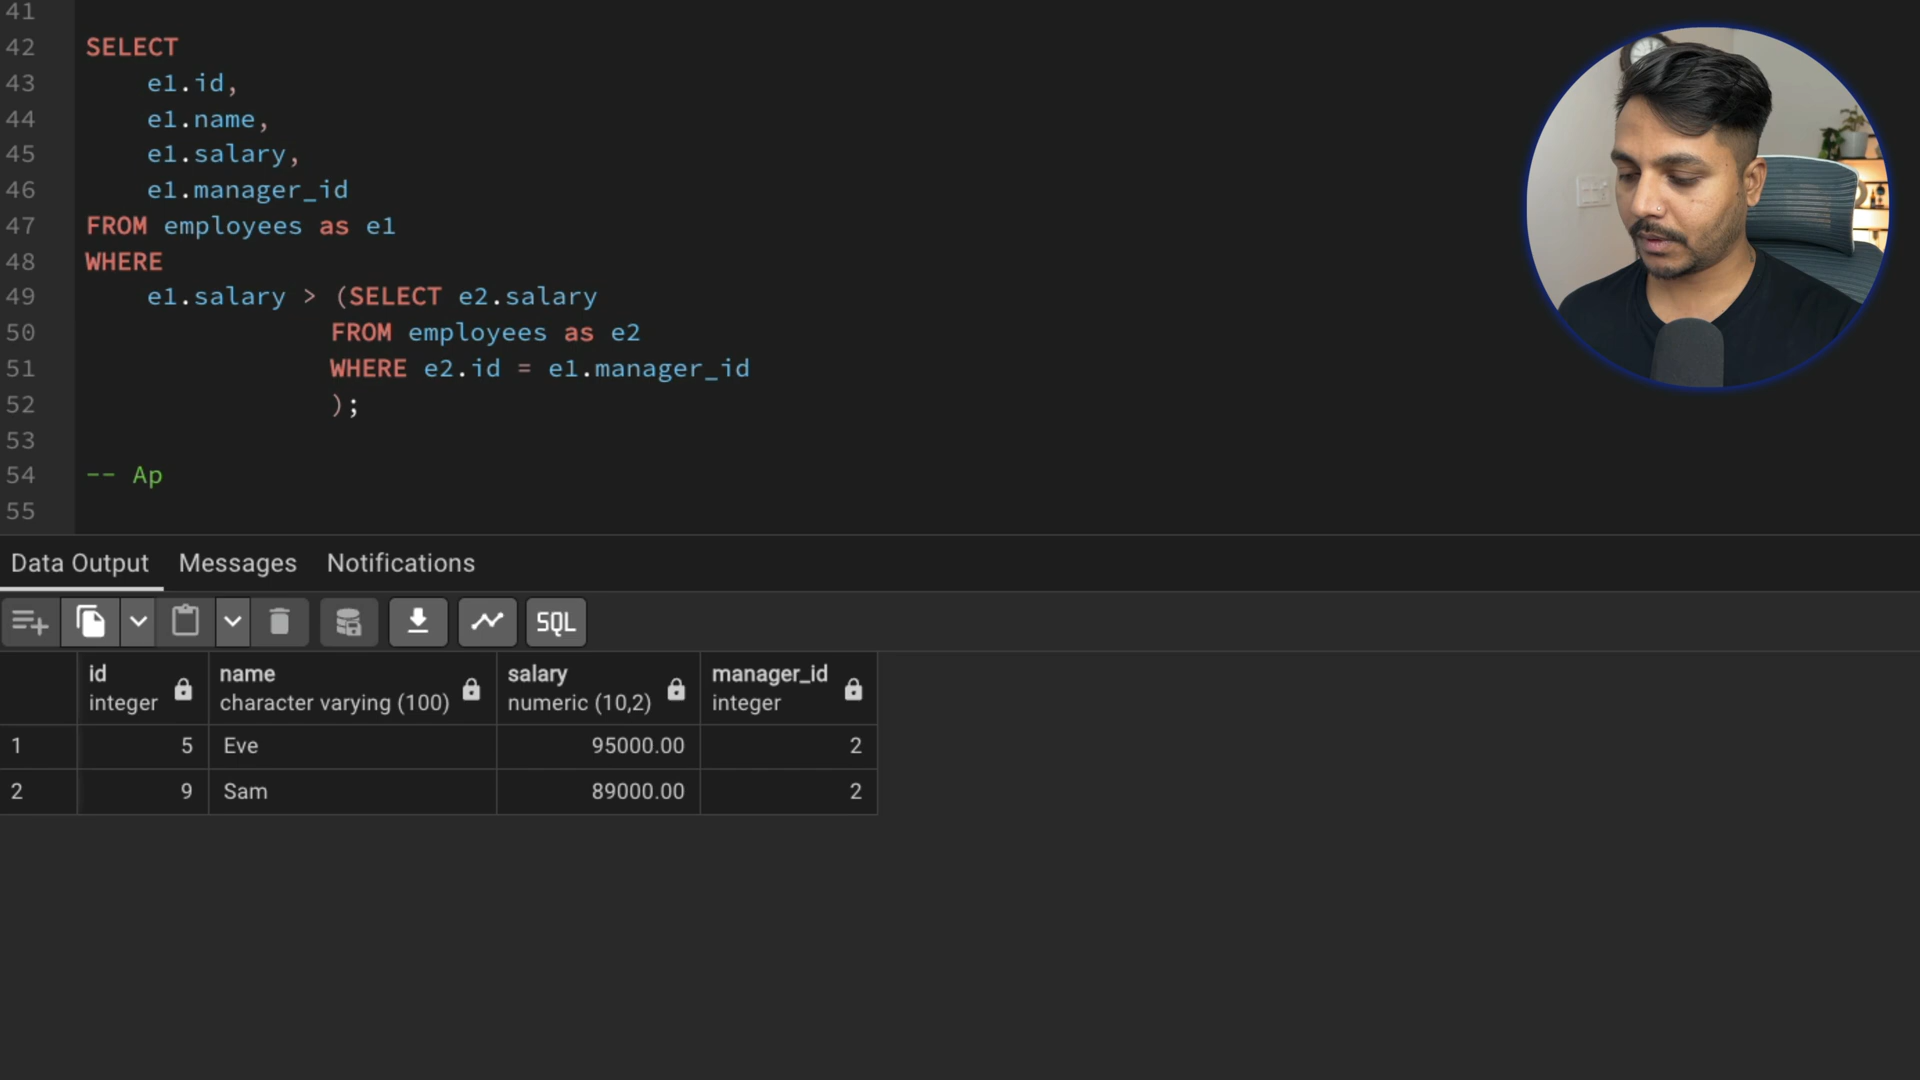 41
42 SELECT
43 e1.id,
44 e1.name,
45 e1.salary,
46 e1.manager_id
47 FROM employees as e1
48 WHERE
49 e1.salary > (SELECT e2.salary
50 FROM employees as e2
51 WHERE e2.id = e1.manager_id
52 );
53
54 -- Ap
55
Data Output Messages Notifications
SQL
id name salary manager_id
integer character varying (100) numeric (10,2) integer
1 5 Eve 95000.00 2
2 9 Sam 89000.00 2